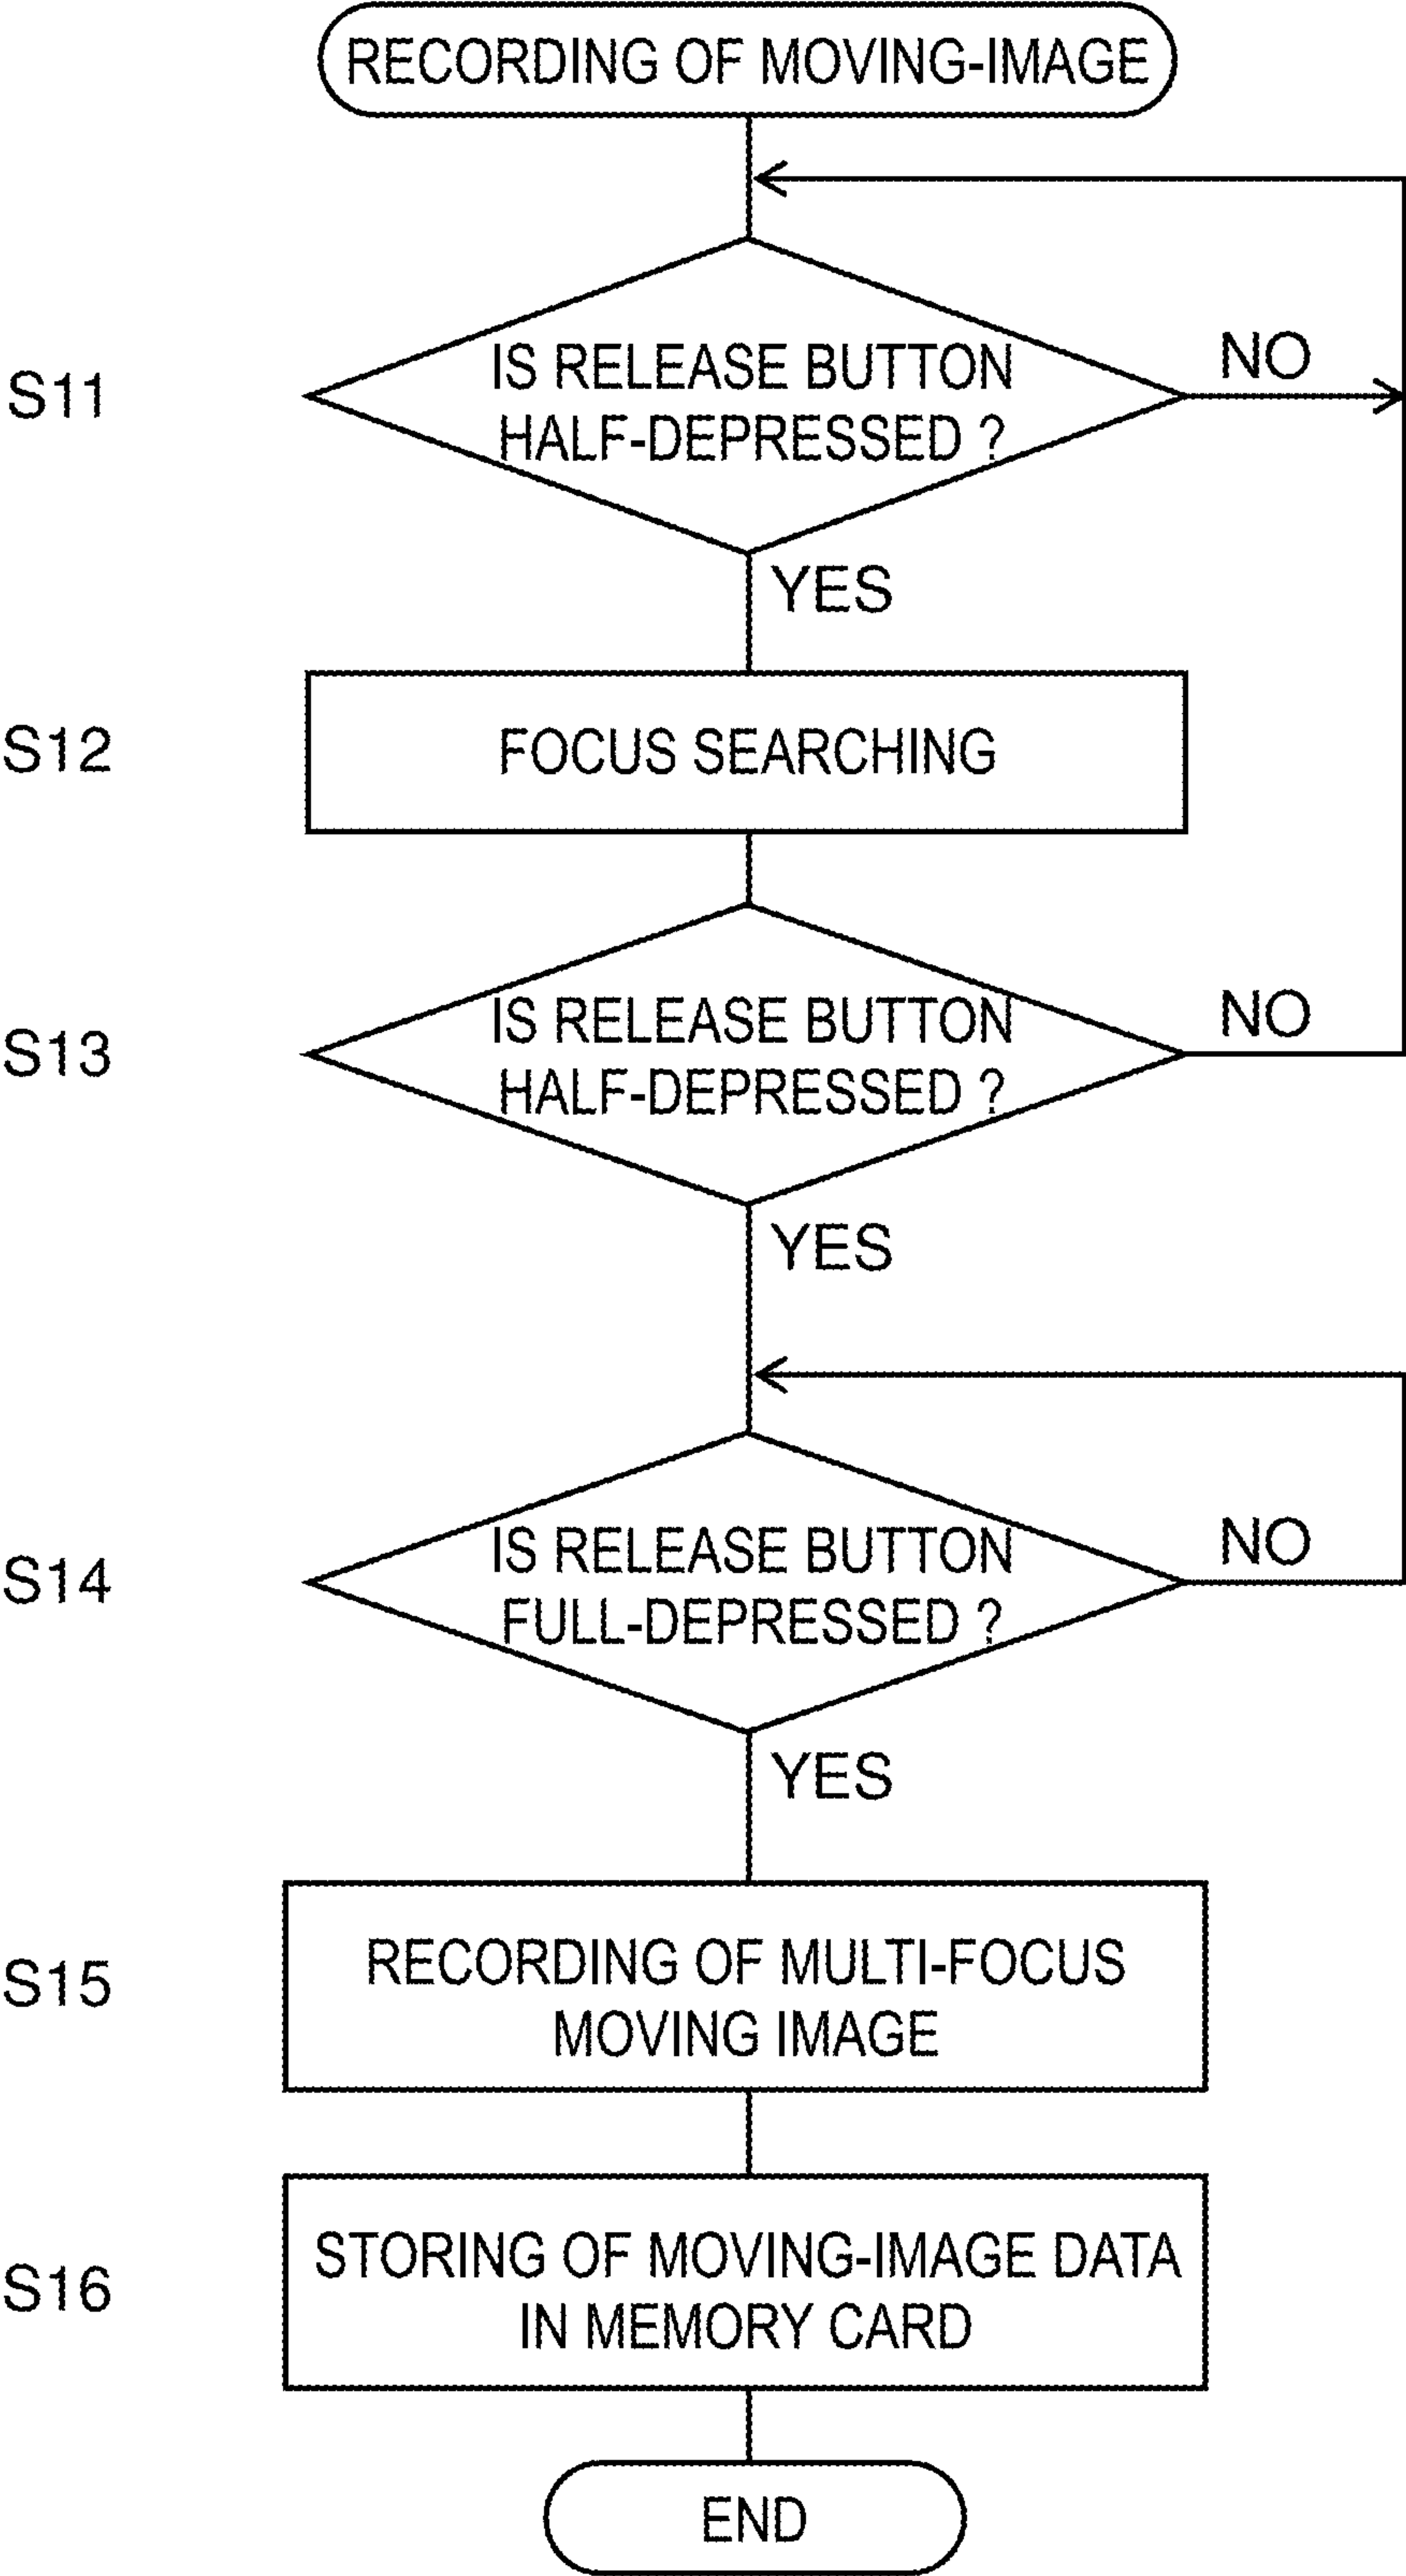 RECORDING OF MOVING-IMAGE
S11
IS RELEASE BUTTON
HALF-DEPRESSED ?
NO
YES
S12
FOCUS SEARCHING
S13
IS RELEASE BUTTON
HALF-DEPRESSED ?
NO
YES
S14
IS RELEASE BUTTON
FULL-DEPRESSED ?
NO
YES
S15
RECORDING OF MULTI-FOCUS
MOVING IMAGE
S16
STORING OF MOVING-IMAGE DATA
IN MEMORY CARD
END